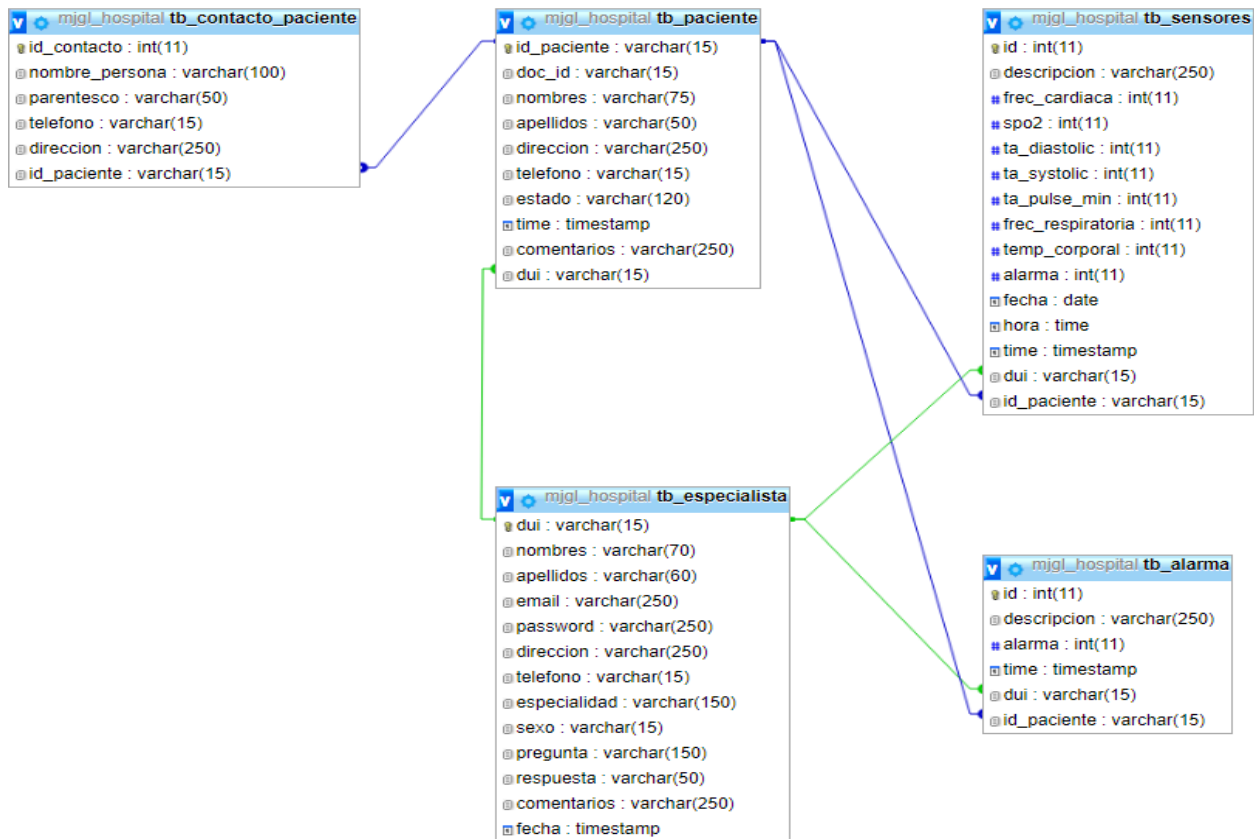 mjgl_hospital tb_contacto_paciente
id_contacto : int(11)
nombre_persona : varchar(100)
parentesco : varchar(50)
telefono : varchar(15)
direccion : varchar(250)
id_paciente : varchar(15)
mjgl_hospital tb_paciente
id_paciente : varchar(15)
doc_id : varchar(15)
nombres : varchar(75)
apellidos : varchar(50)
direccion : varchar(250)
telefono : varchar(15)
estado : varchar(120)
time : timestamp
comentarios : varchar(250)
dui : varchar(15)
mjgl_hospital tb_sensores
id : int(11)
descripcion : varchar(250)
# frec_cardiaca : int(11)
# spo2 : int(11)
# ta_diastolic : int(11)
# ta_systolic : int(11)
# ta_pulse_min : int(11)
# frec_respiratoria : int(11)
# temp_corporal : int(11)
# alarma : int(11)
fecha : date
hora : time
time : timestamp
dui : varchar(15)
id_paciente : varchar(15)
mjgl_hospital tb_especialista
dui : varchar(15)
nombres : varchar(70)
apellidos : varchar(60)
email : varchar(250)
password : varchar(250)
direccion : varchar(250)
telefono : varchar(15)
especialidad : varchar(150)
sexo : varchar(15)
pregunta : varchar(150)
respuesta : varchar(50)
comentarios : varchar(250)
fecha : timestamp
mjgl_hospital tb_alarma
id : int(11)
descripcion : varchar(250)
# alarma : int(11)
time : timestamp
dui : varchar(15)
id_paciente : varchar(15)